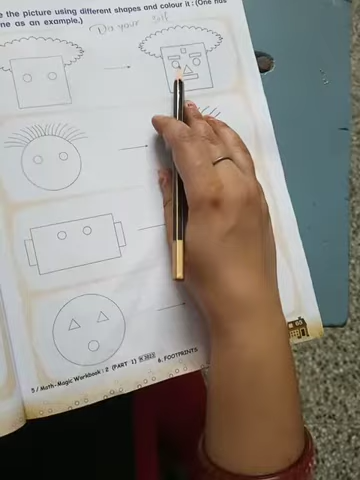 e the picture using different shapes and colour it : (One has
ne as an example.)
Do your self
5 / Math-Magic Workbook : 2 (PART 1)
6. FOOTPRINTS